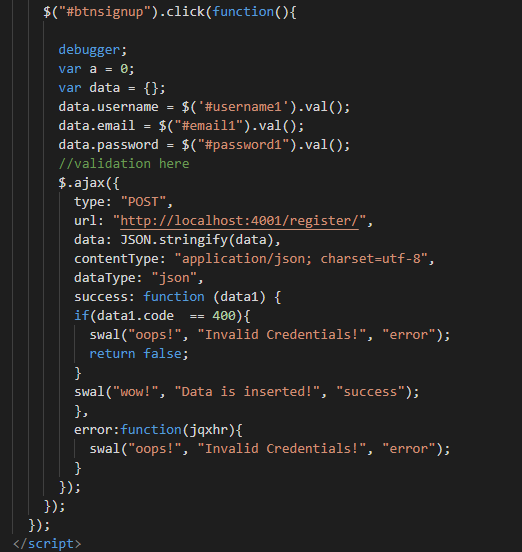 $("#btnsignup").click(function(){
debugger;
var a = 0;
var data = {};
data.username = $('#username1').val();
data.email = $("#email1").val();
data.password = $("#password1").val();
//validation here
$.ajax({
type: "POST",
url: "http://localhost:4001/register/",
data: JSON.stringify(data),
contentType: "application/json; charset=utf-8",
dataType: "json",
success: function (data1) {
if(data1.code  == 400){
swal("oops!", "Invalid Credentials!", "error");
return false;
}
swal("wow!", "Data is inserted!", "success");
},
error:function(jqxhr){
swal("oops!", "Invalid Credentials!", "error");
}
});
});
});
</script>